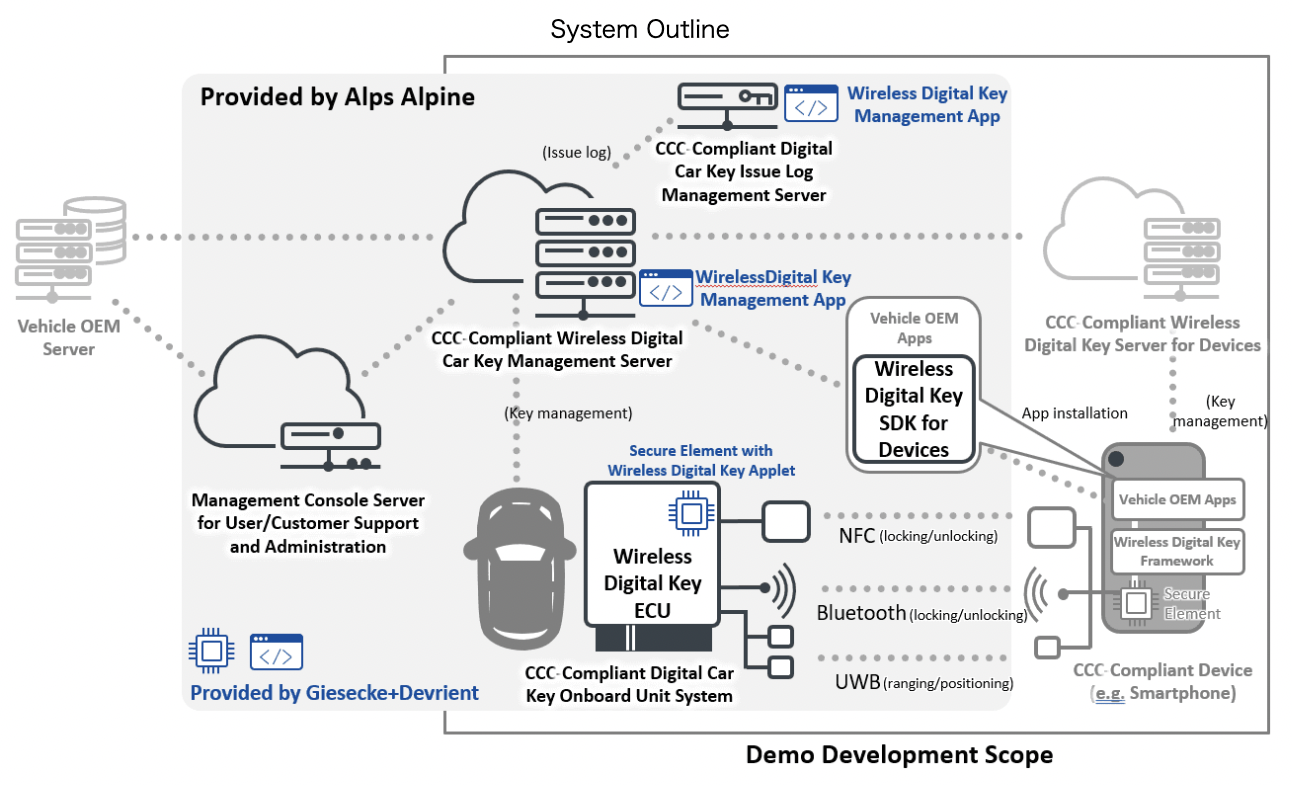 System Outline
Provided by Alps Alpine
Wireless Digital Key
Management App
(Issue log)
CCC-Compliant Digital
Car Key Issue Log
Management Server
WirelessDigital Key
Management App
Vehicle OEM
Server
CCC-Compliant Wireless Digital
Car Key Management Server
Vehicle OEM
Apps
Wireless
Digital Key
SDK for
Devices
CCC-Compliant Wireless
Digital Key Server for Devices
(Key management)
App installation
(Key
management)
Secure Element with
Wireless Digital Key Applet
Management Console Server
for User/Customer Support
and Administration
Wireless
Digital Key
ECU
NFC (locking/unlocking)
Bluetooth (locking/unlocking)
UWB (ranging/positioning)
Vehicle OEM Apps
Wireless Digital Key
Framework
Secure
Element
CCC-Compliant Digital Car
Key Onboard Unit System
CCC-Compliant Device
(e.g. Smartphone)
Provided by Giesecke+Devrient
Demo Development Scope